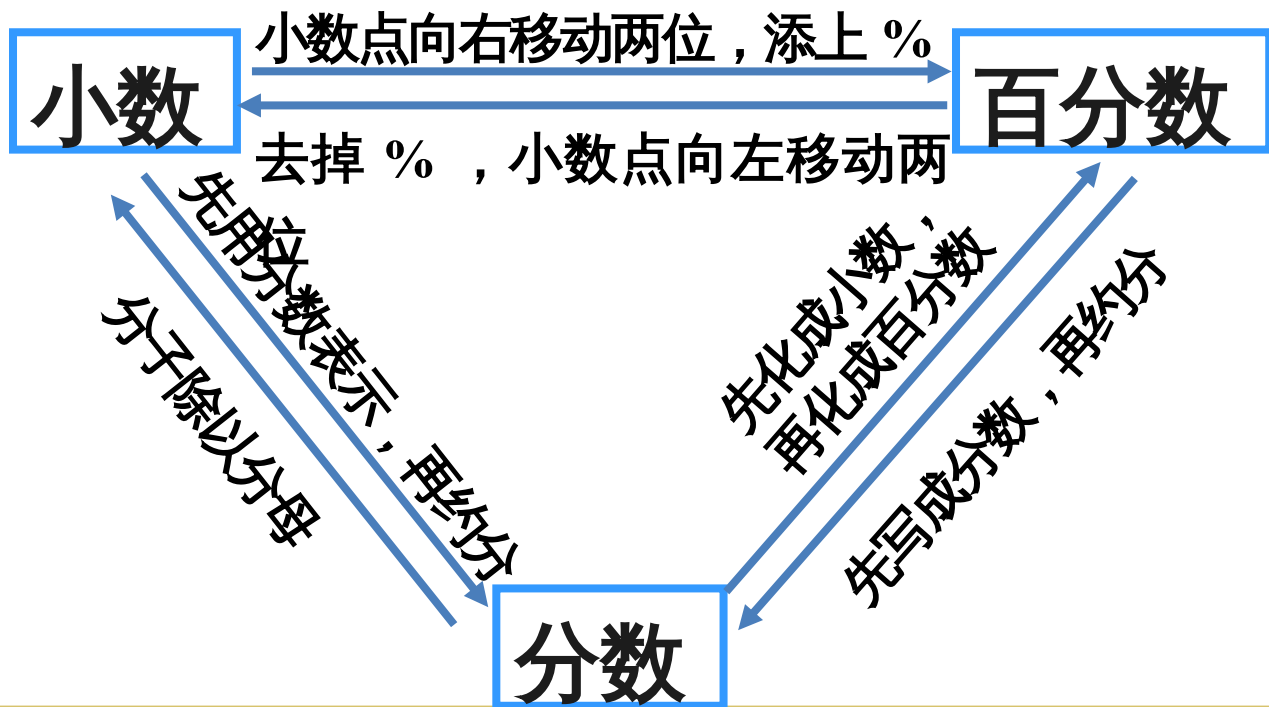 小数点向右移动两位，添上 %
小数
百分数
去掉 % ，小数点向左移动两
位
先用分数表示，再约分
分子除以分母
先化成小数，
再化成百分数
先写成分数，再约分
分数